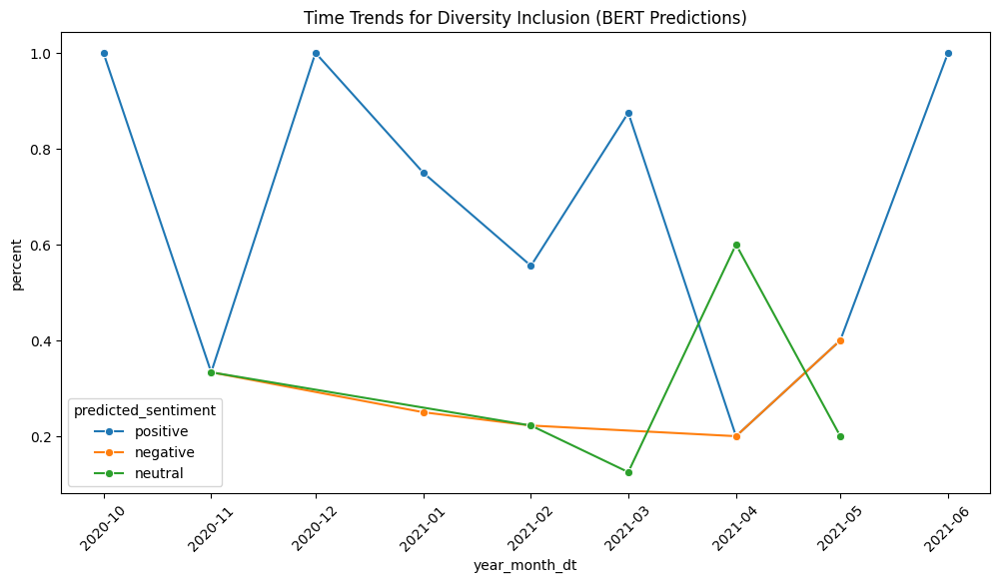 Time Trends for Diversity Inclusion (BERT Predictions)
percent
1.0
0.8
0.6
0.4
0.2
predicted_sentiment
positive
negative
neutral
2020-10
2020-11
2020-12
2021-01
2021-02
2021-03
2021-04
2021-05
2021-06
year_month_dt